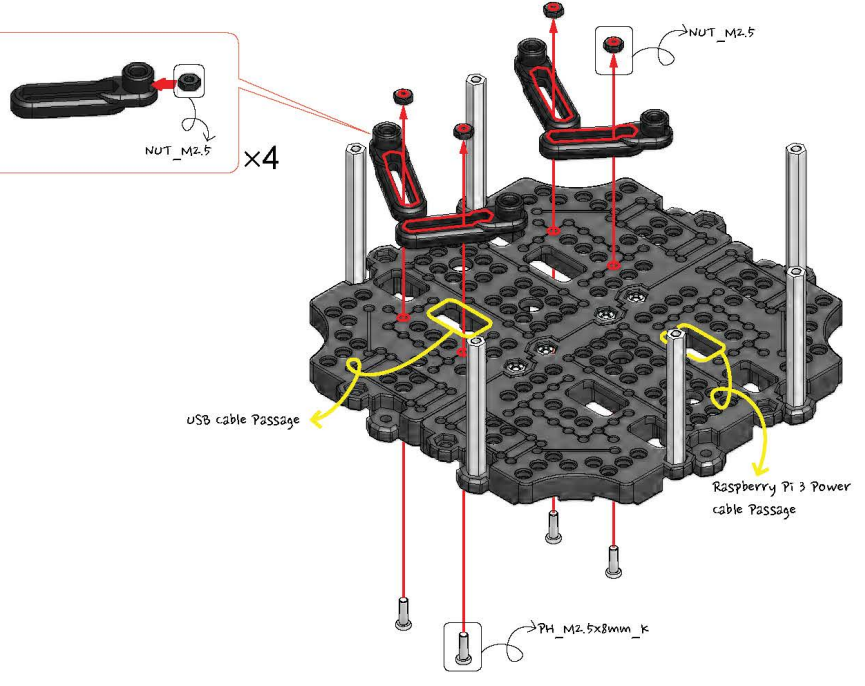 NUT_M2.5
NUT_M2.5
×4
USB cable Passage
Raspberry Pi 3 Power
cable Passage
PH_M2.5x8mm_K